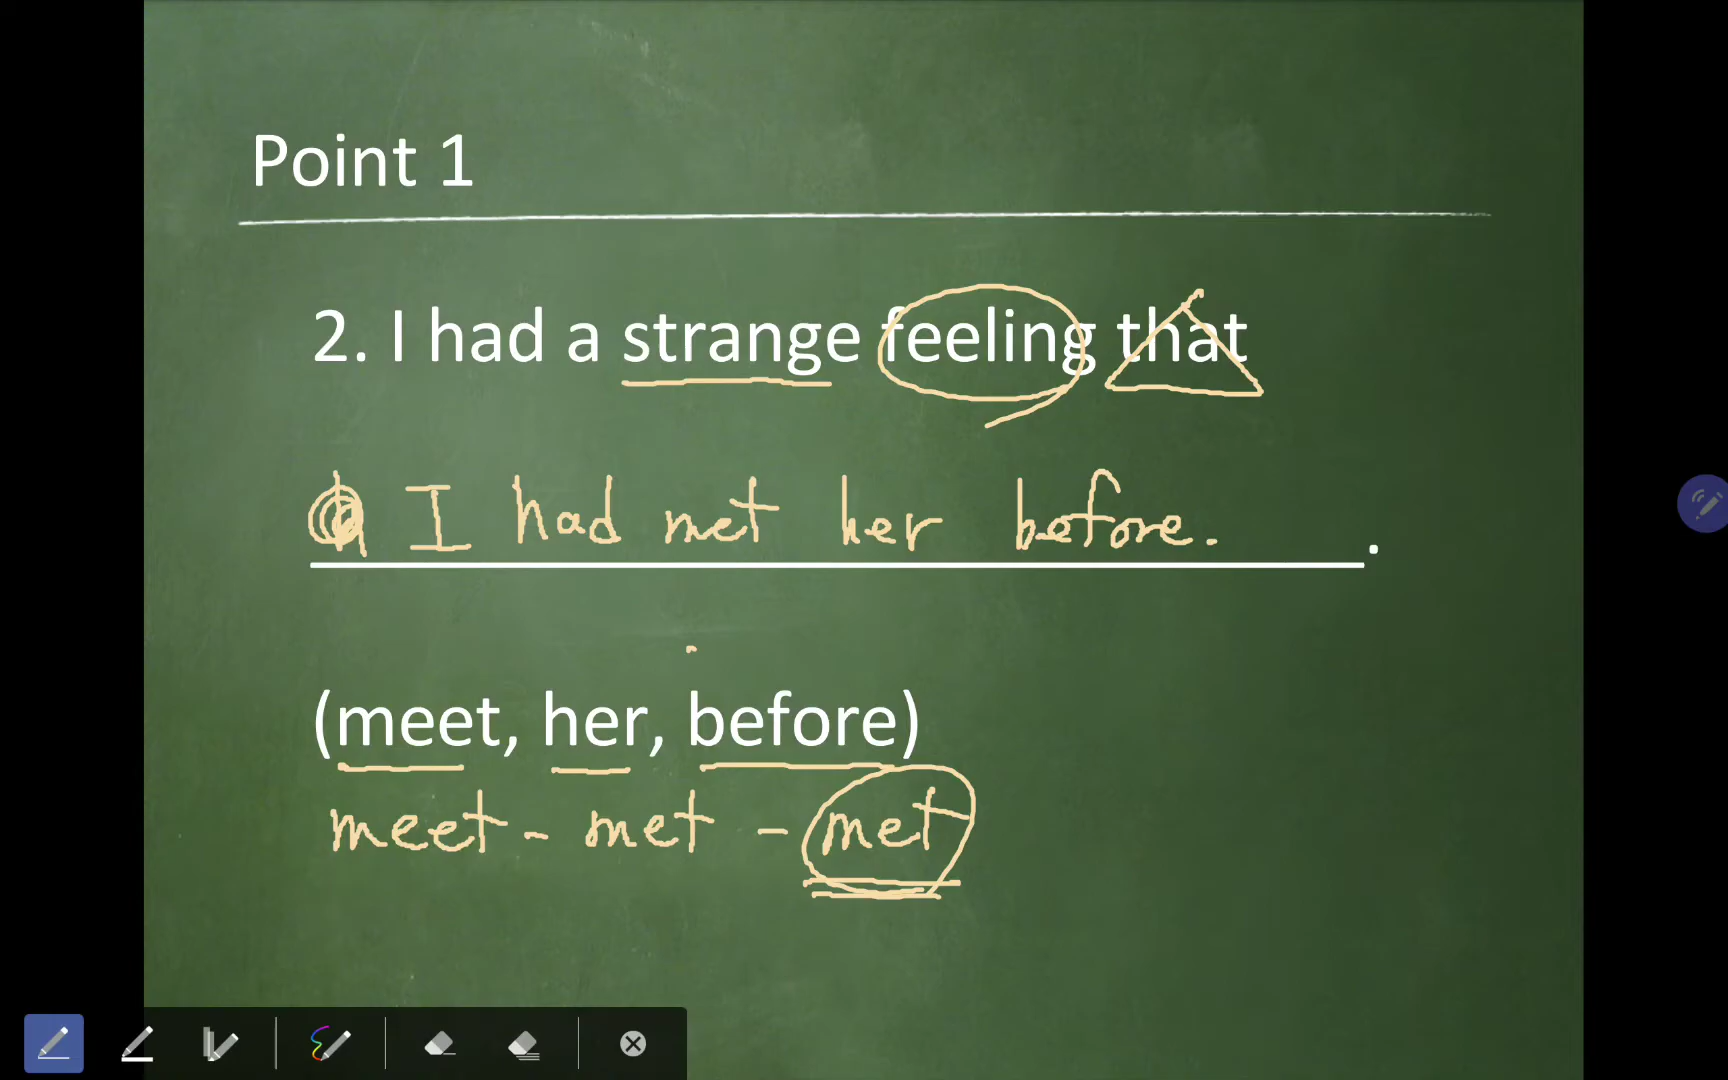 Point 1
2. I had a strange feeling that
I had met her before. .
(meet, her, before)
meet - met - met